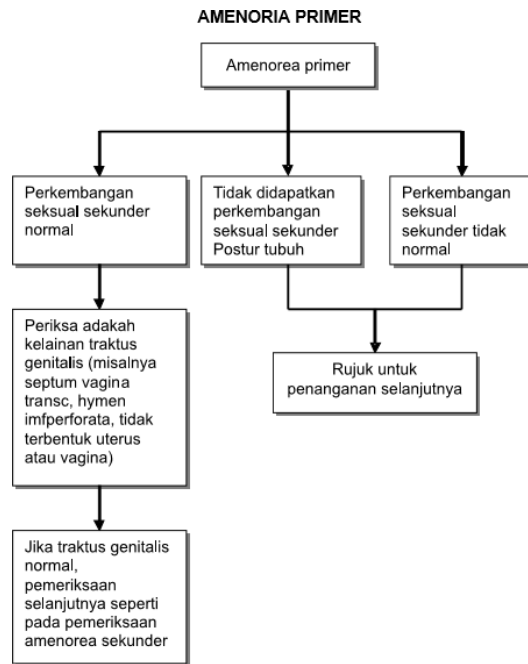 AMENORIA PRIMER
Amenorea primer
Perkembangan
seksual sekunder
normal
Tidak didapatkan
perkembangan
seksual sekunder
Postur tubuh
Perkembangan
seksual
sekunder tidak
normal
Periksa adakah
kelainan traktus
genitalis (misalnya
septum vagina
transc, hymen
imfperforata, tidak
terbentuk uterus
atau vagina)
Rujuk untuk
penanganan selanjutnya
Jika traktus genitalis
normal,
pemeriksaan
selanjutnya seperti
pada pemeriksaan
amenorea sekunder